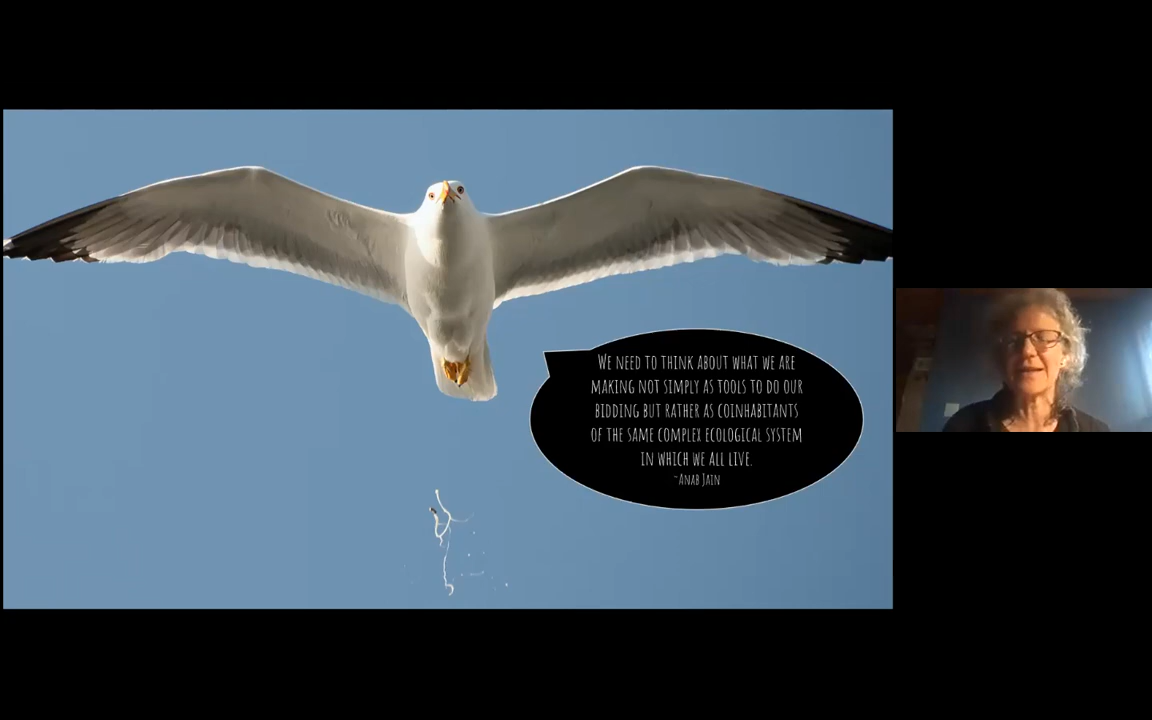 We need to think about what we are
making not simply as tools to do our
bidding but rather as coinhabitants
of the same complex ecological system
in which we all live.
~Anab Jain